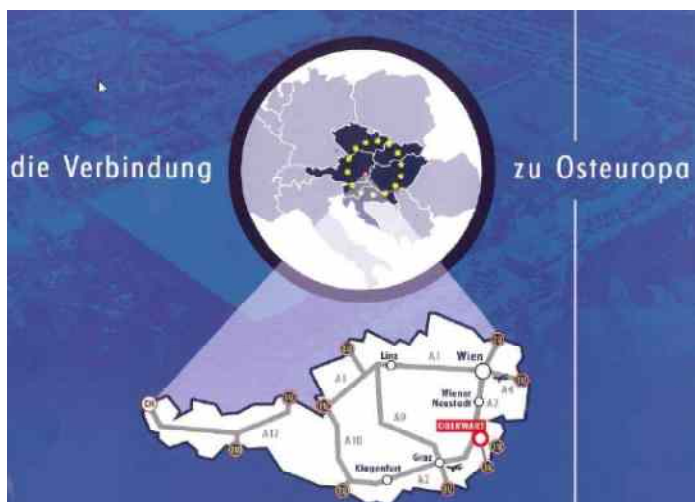 die Verbindung
zu Osteuropa
Linz
A1
Wien
A1
A4
Wiener
Neustadt
A2
CH
A12
A9
A10
OBERWART
Graz
Klagenfurt
A2